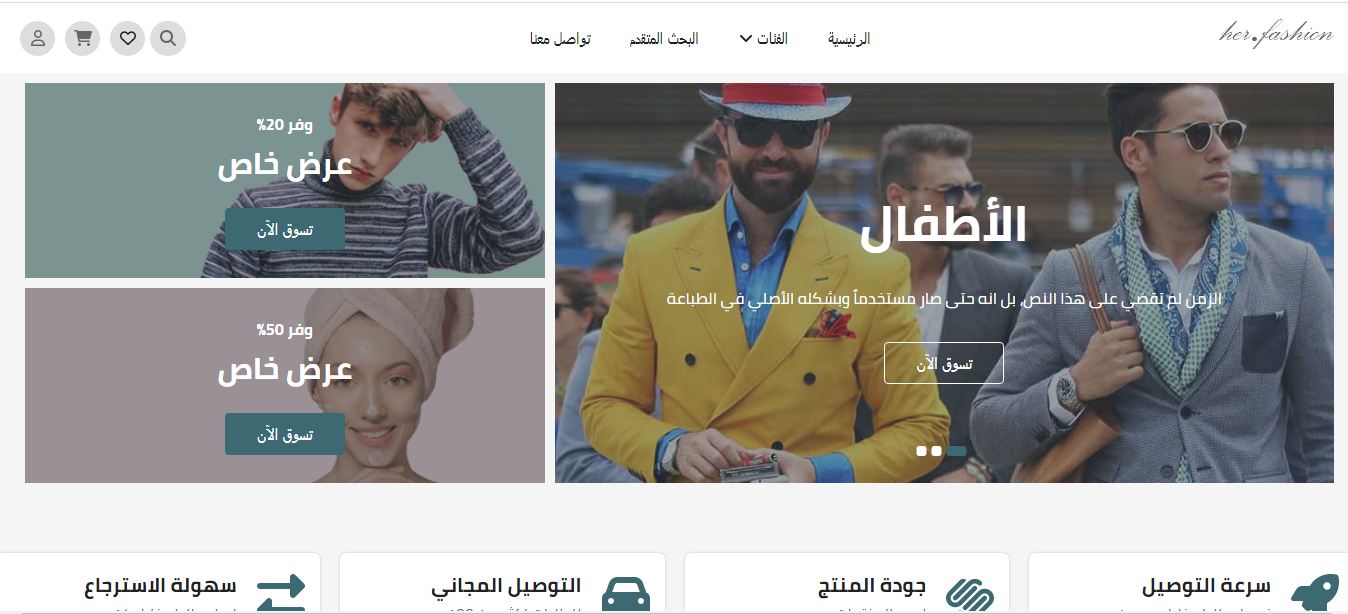 her.fashion
الرئيسية
الفئات
البحث المتقدم
تواصل معنا
الأطفال
الزمن لم تقضي على هذا النص، بل انه حتى صار مستخدماً وبشكله الأصلي في الطباعة
تسوق الآن
وفر 20%
عرض خاص
تسوق الآن
وفر 50%
عرض خاص
تسوق الآن
سرعة التوصيل
جودة المنتج
التوصيل المجاني
سهولة الاسترجاع